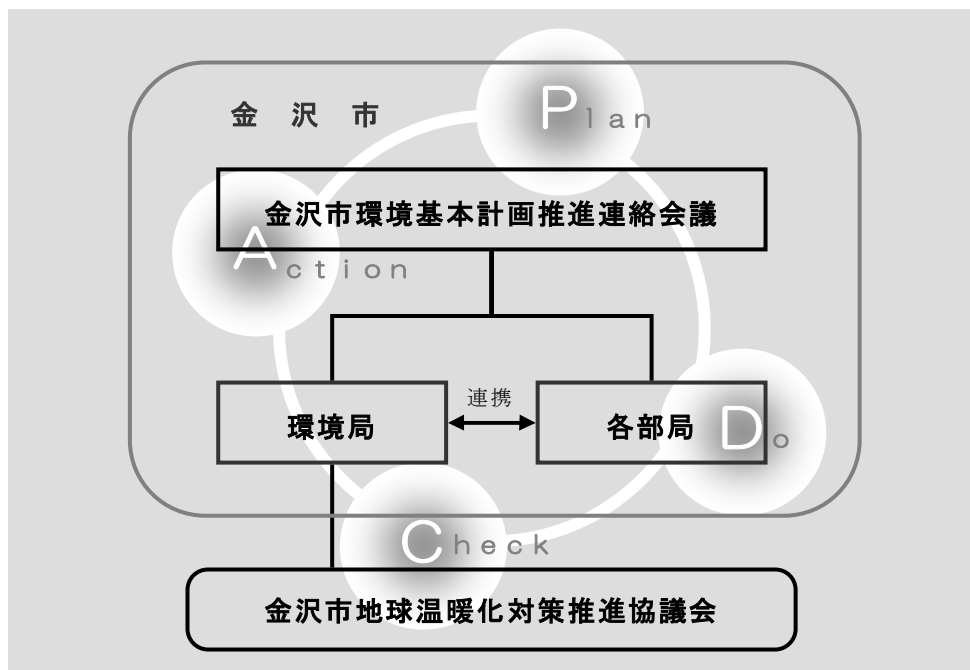 金沢市
Plan
金沢市環境基本計画推進連絡会議
Action
連携
環境局
各部局
Do
Check
金沢市地球温暖化対策推進協議会